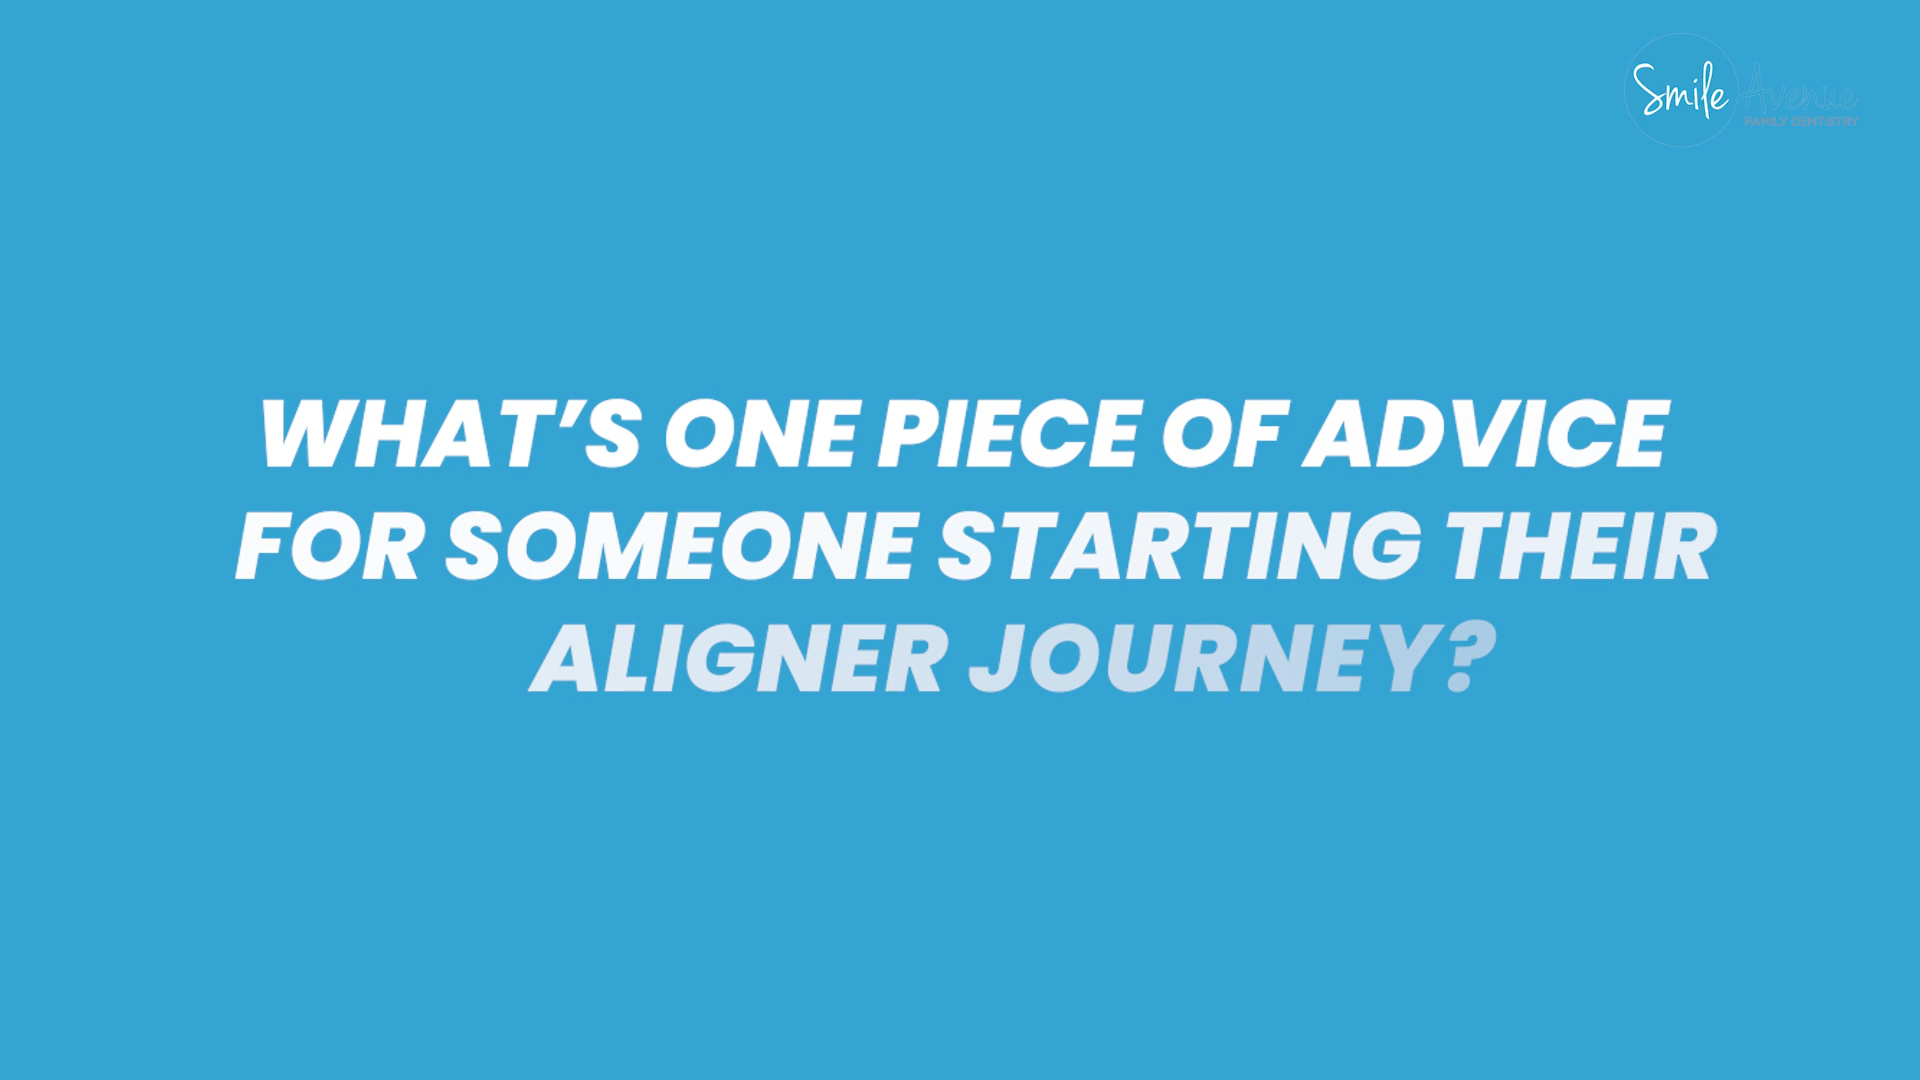 Smile Avenue
FAMILY DENTISTRY
WHAT'S ONE PIECE OF ADVICE
FOR SOMEONE STARTING THEIR
ALIGNER JOURNEY?